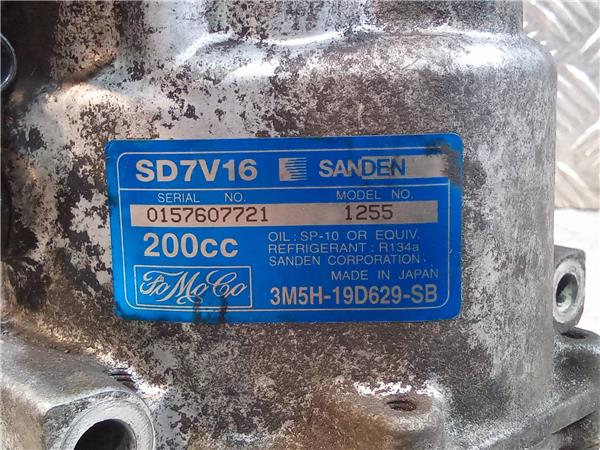 SD7V16 SANDEN
SERIAL NO. MODEL NO.
0157607721 1255
200cc
OIL : SP-10 OR EQUIV.
REFRIGERANT : R134a
SANDEN CORPORATION
MADE IN JAPAN
FoMoCo 3M5H-19D629-SB